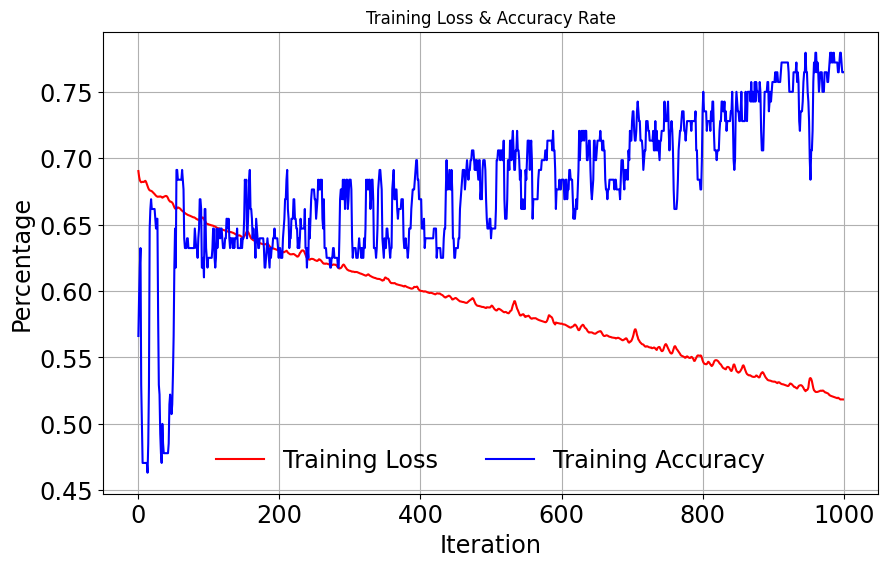 Training Loss & Accuracy Rate
Percentage
0.75
0.70
0.65
0.60
0.55
0.50
0.45
Training Loss
Training Accuracy
0
200
400
600
800
1000
Iteration